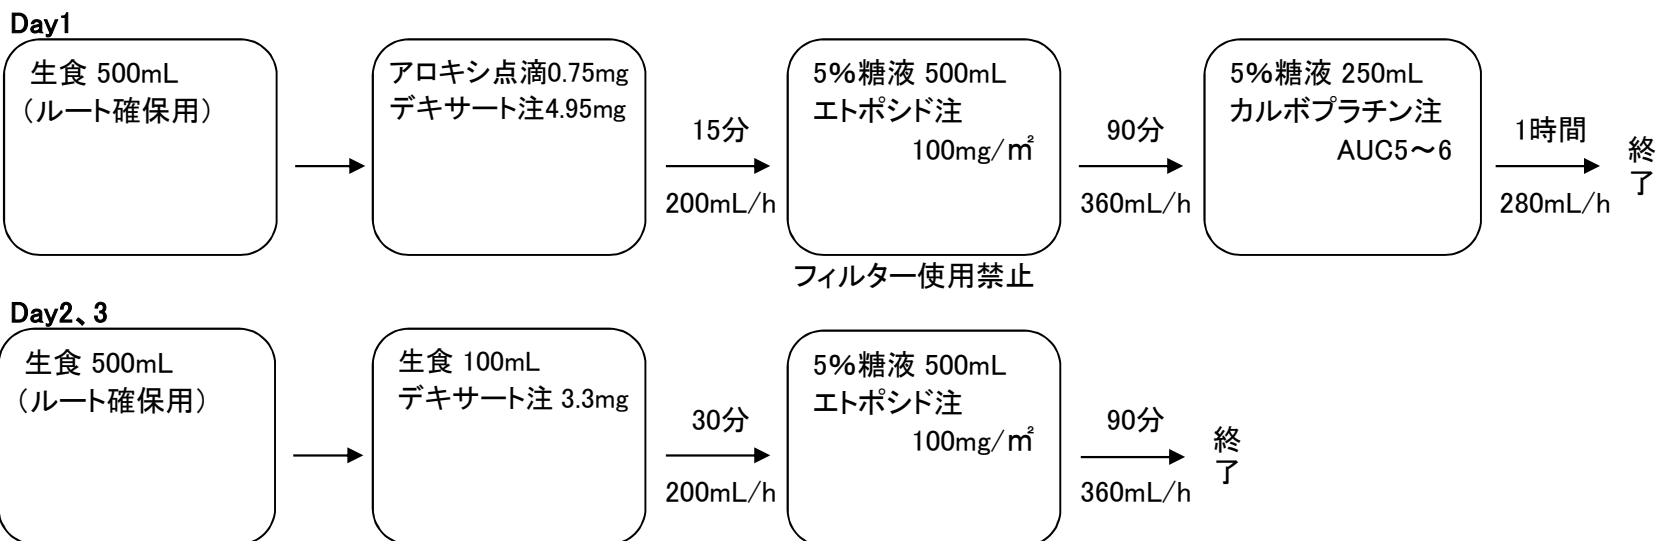 Day1
生食 500mL
（ルート確保用）
アロキシ点滴0.75mg
デキサート注4.95mg
15分
200mL/h
5%糖液 500mL
エトポシド注
100mg/㎡
フィルター使用禁止
90分
360mL/h
5%糖液 250mL
カルボプラチン注
AUC5～6
1時間
280mL/h
終了
Day2、3
生食 500mL
（ルート確保用）
生食 100mL
デキサート注 3.3mg
30分
200mL/h
5%糖液 500mL
エトポシド注
100mg/㎡
90分
360mL/h
終了